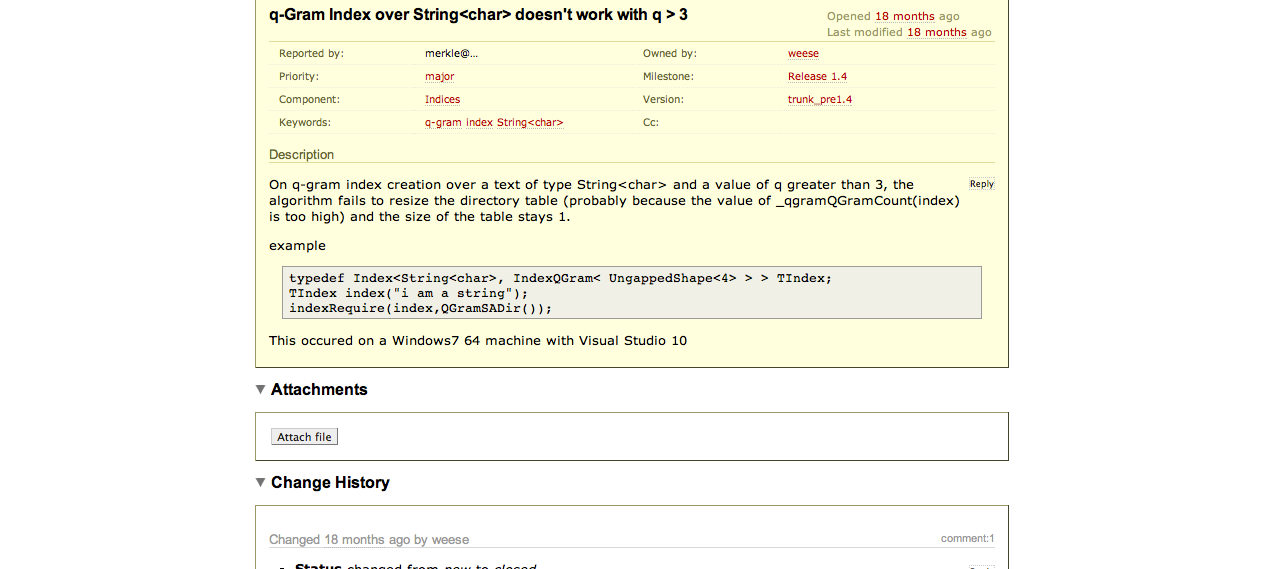 q-Gram Index over String<char> doesn't work with q > 3
Opened 18 months ago
Last modified 18 months ago
Reported by: merkle@... Owned by: weese
Priority: major Milestone: Release 1.4
Component: Indices Version: trunk_pre1.4
Keywords: q-gram index String<char> Cc:
Description
On q-gram index creation over a text of type String<char> and a value of q greater than 3, the
Reply
algorithm fails to resize the directory table (probably because the value of _qgramQGramCount(index)
is too high) and the size of the table stays 1.
example
typedef Index<String<char>, IndexQGram< UngappedShape<4> > > TIndex;
TIndex index("i am a string");
indexRequire(index,QGramSADir());
This occured on a Windows7 64 machine with Visual Studio 10
Attachments
Attach file
Change History
Changed 18 months ago by weese comment:1
Status changed from new to closed